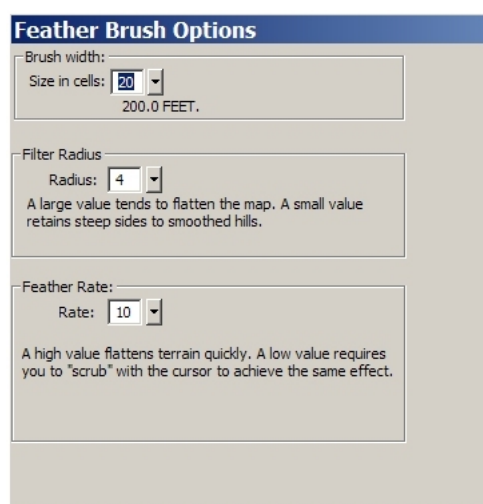 Feather Brush Options
Brush width:
Size in cells: 20
200.0 FEET.
Filter Radius
Radius: 4
A large value tends to flatten the map. A small value
retains steep sides to smoothed hills.
Feather Rate:
Rate: 10
A high value flattens terrain quickly. A low value requires
you to "scrub" with the cursor to achieve the same effect.